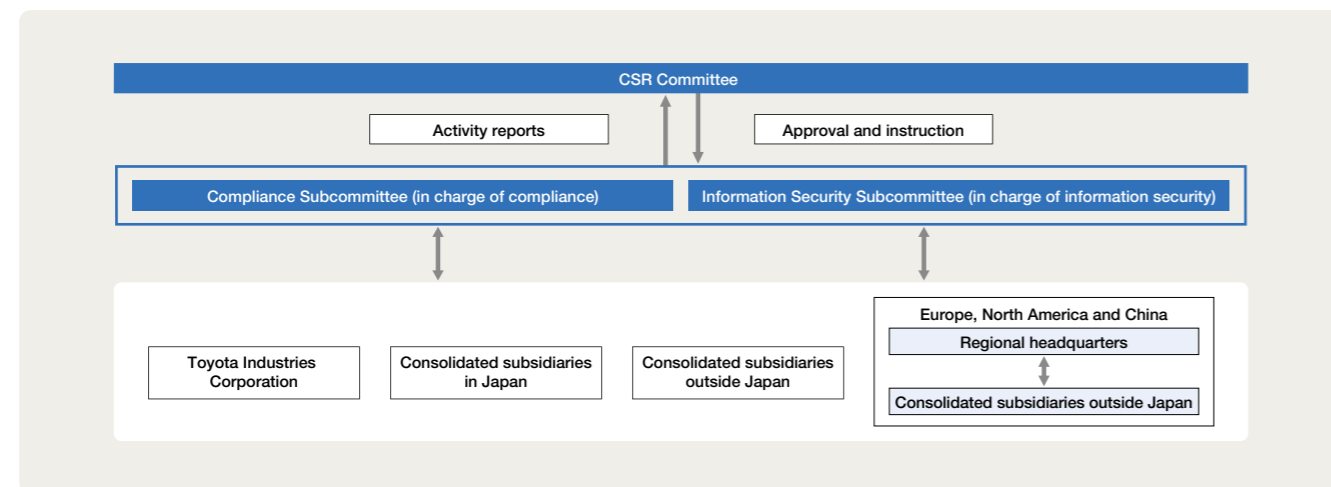 CSR Committee
Activity reports
Approval and instruction
Compliance Subcommittee (in charge of compliance)
Information Security Subcommittee (in charge of information security)
Toyota Industries
Corporation
Consolidated subsidiaries
in Japan
Consolidated subsidiaries
outside Japan
Europe, North America and China
Regional headquarters
Consolidated subsidiaries outside Japan